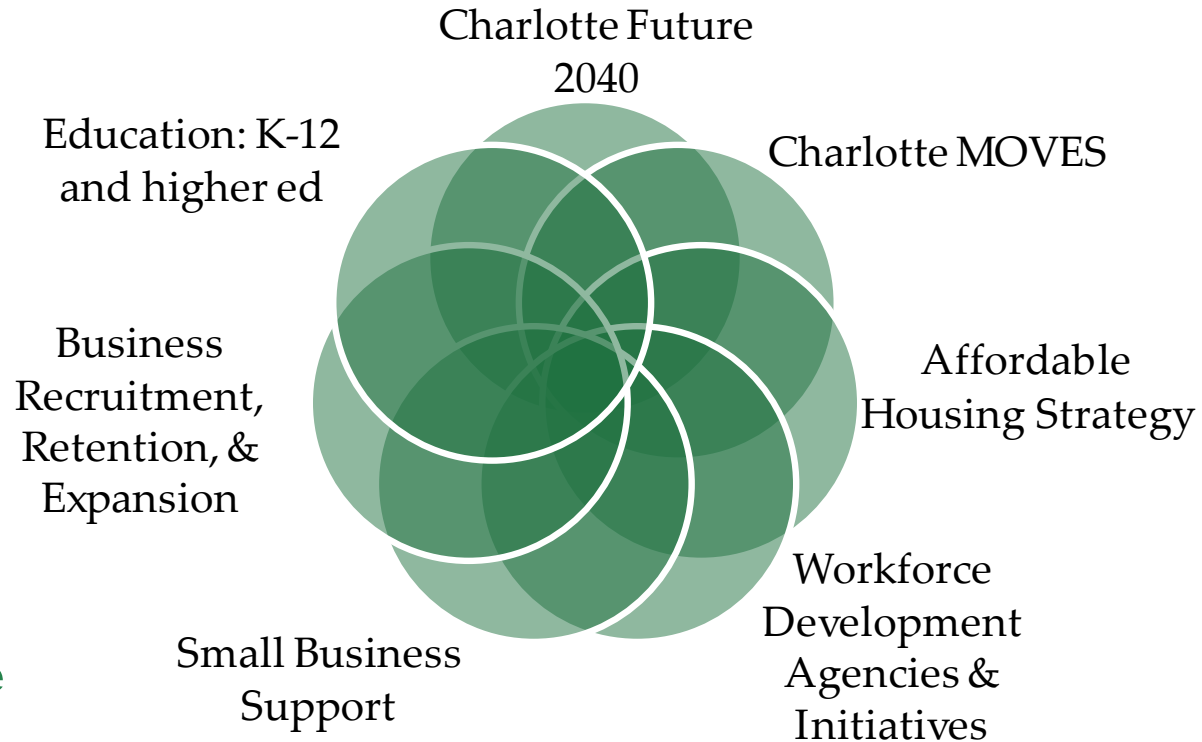 Charlotte Future
2040
Charlotte MOVES
Affordable
Housing Strategy
Workforce
Development
Agencies &
Initiatives
Small Business
Support
Business
Recruitment,
Retention, &
Expansion
Education: K-12
and higher ed